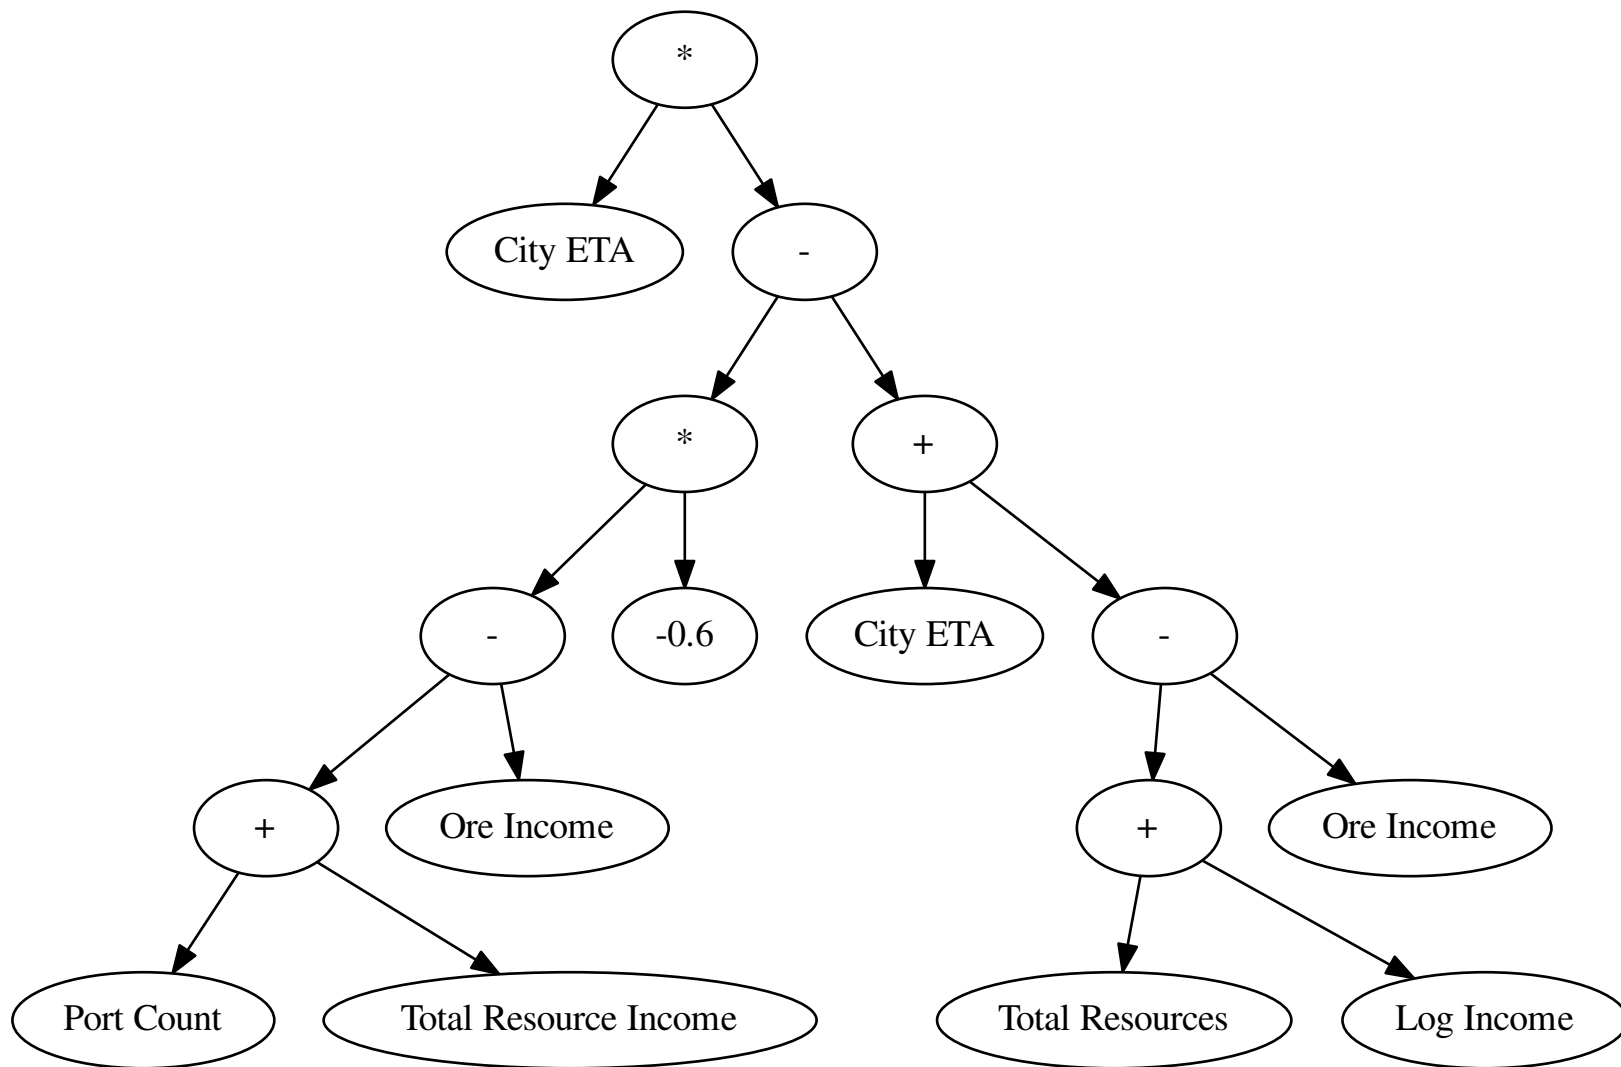 *
City ETA
-
*
+
-
-0.6
City ETA
-
+
Ore Income
+
Ore Income
Port Count
Total Resource Income
Total Resources
Log Income